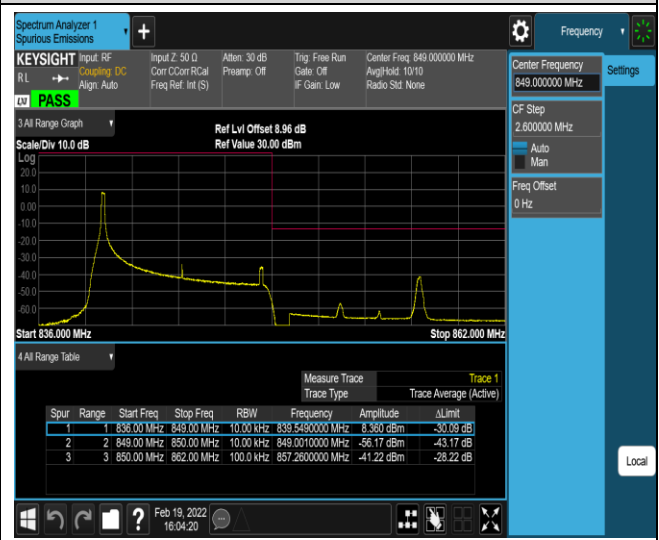 Spectrum Analyzer 1
Spurious Emissions
Frequency
KEYSIGHT Input: RF Input Z: 50 Ω Atten: 30 dB Trig: Free Run Center Freq: 849.000000 MHz
RL Coupling: DC Corr CCorr RCal Preamp: Off Gate: Off Avg|Hold: 10/10
Align: Auto Freq Ref: Int (S) IF Gain: Low Radio Std: None
LXI PASS
Center Frequency
849.000000 MHz
Settings
CF Step
2.600000 MHz
Auto
Man
Freq Offset
0 Hz
3 All Range Graph
Ref Lvl Offset 8.96 dB
Scale/Div 10.0 dB Ref Value 30.00 dBm
Log
20.0
10.0
0.00
-10.0
-20.0
-30.0
-40.0
-50.0
-60.0
Start 836.000 MHz Stop 862.000 MHz
4 All Range Table
Measure Trace Trace 1
Trace Type Trace Average (Active)
Spur Range Start Freq Stop Freq RBW Frequency Amplitude ΔLimit
1 1 836.00 MHz 849.00 MHz 10.00 kHz 839.5490000 MHz 8.360 dBm -30.09 dB
2 2 849.00 MHz 850.00 MHz 10.00 kHz 849.0010000 MHz -56.17 dBm -43.17 dB
3 3 850.00 MHz 862.00 MHz 100.0 kHz 857.2600000 MHz -41.22 dBm -28.22 dB
Local
Feb 19, 2022
16:04:20